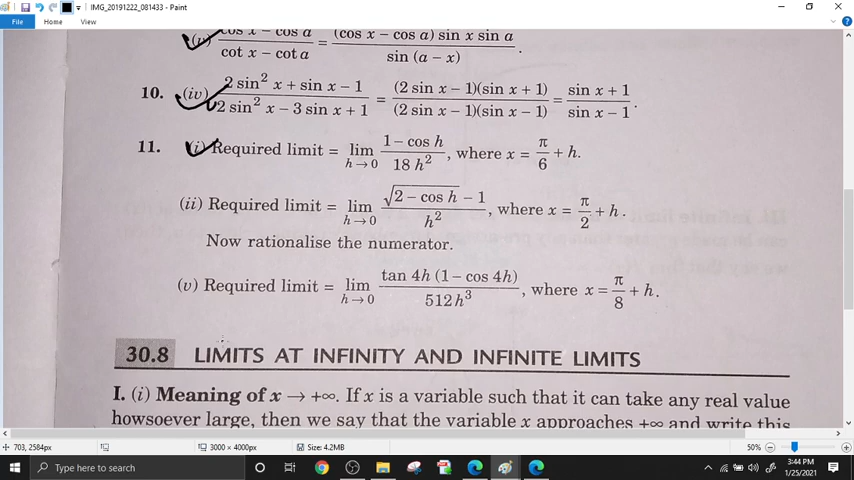 IMG_20191222_081433 - Paint
File Home View
(v) cos x − cos a / cot x − cot a = (cos x − cos a) sin x sin a / sin (a − x) .
10. (iv) 2 sin² x + sin x − 1 / 2 sin² x − 3 sin x + 1 = (2 sin x − 1)(sin x + 1) / (2 sin x − 1)(sin x − 1) = sin x + 1 / sin x − 1 .
11. (i) Required limit = lim h→0 1 − cos h / 18 h² , where x = π/6 + h.
(ii) Required limit = lim h→0 √(2 − cos h) − 1 / h² , where x = π/2 + h.
Now rationalise the numerator.
(v) Required limit = lim h→0 tan 4h (1 − cos 4h) / 512 h³ , where x = π/8 + h.
30.8 LIMITS AT INFINITY AND INFINITE LIMITS
I. (i) Meaning of x → +∞. If x is a variable such that it can take any real value
howsoever large, then we say that the variable x approaches +∞ and write this
703, 2584px 3000 × 4000px Size: 4.2MB 50%
Type here to search 3:44 PM
1/25/2021